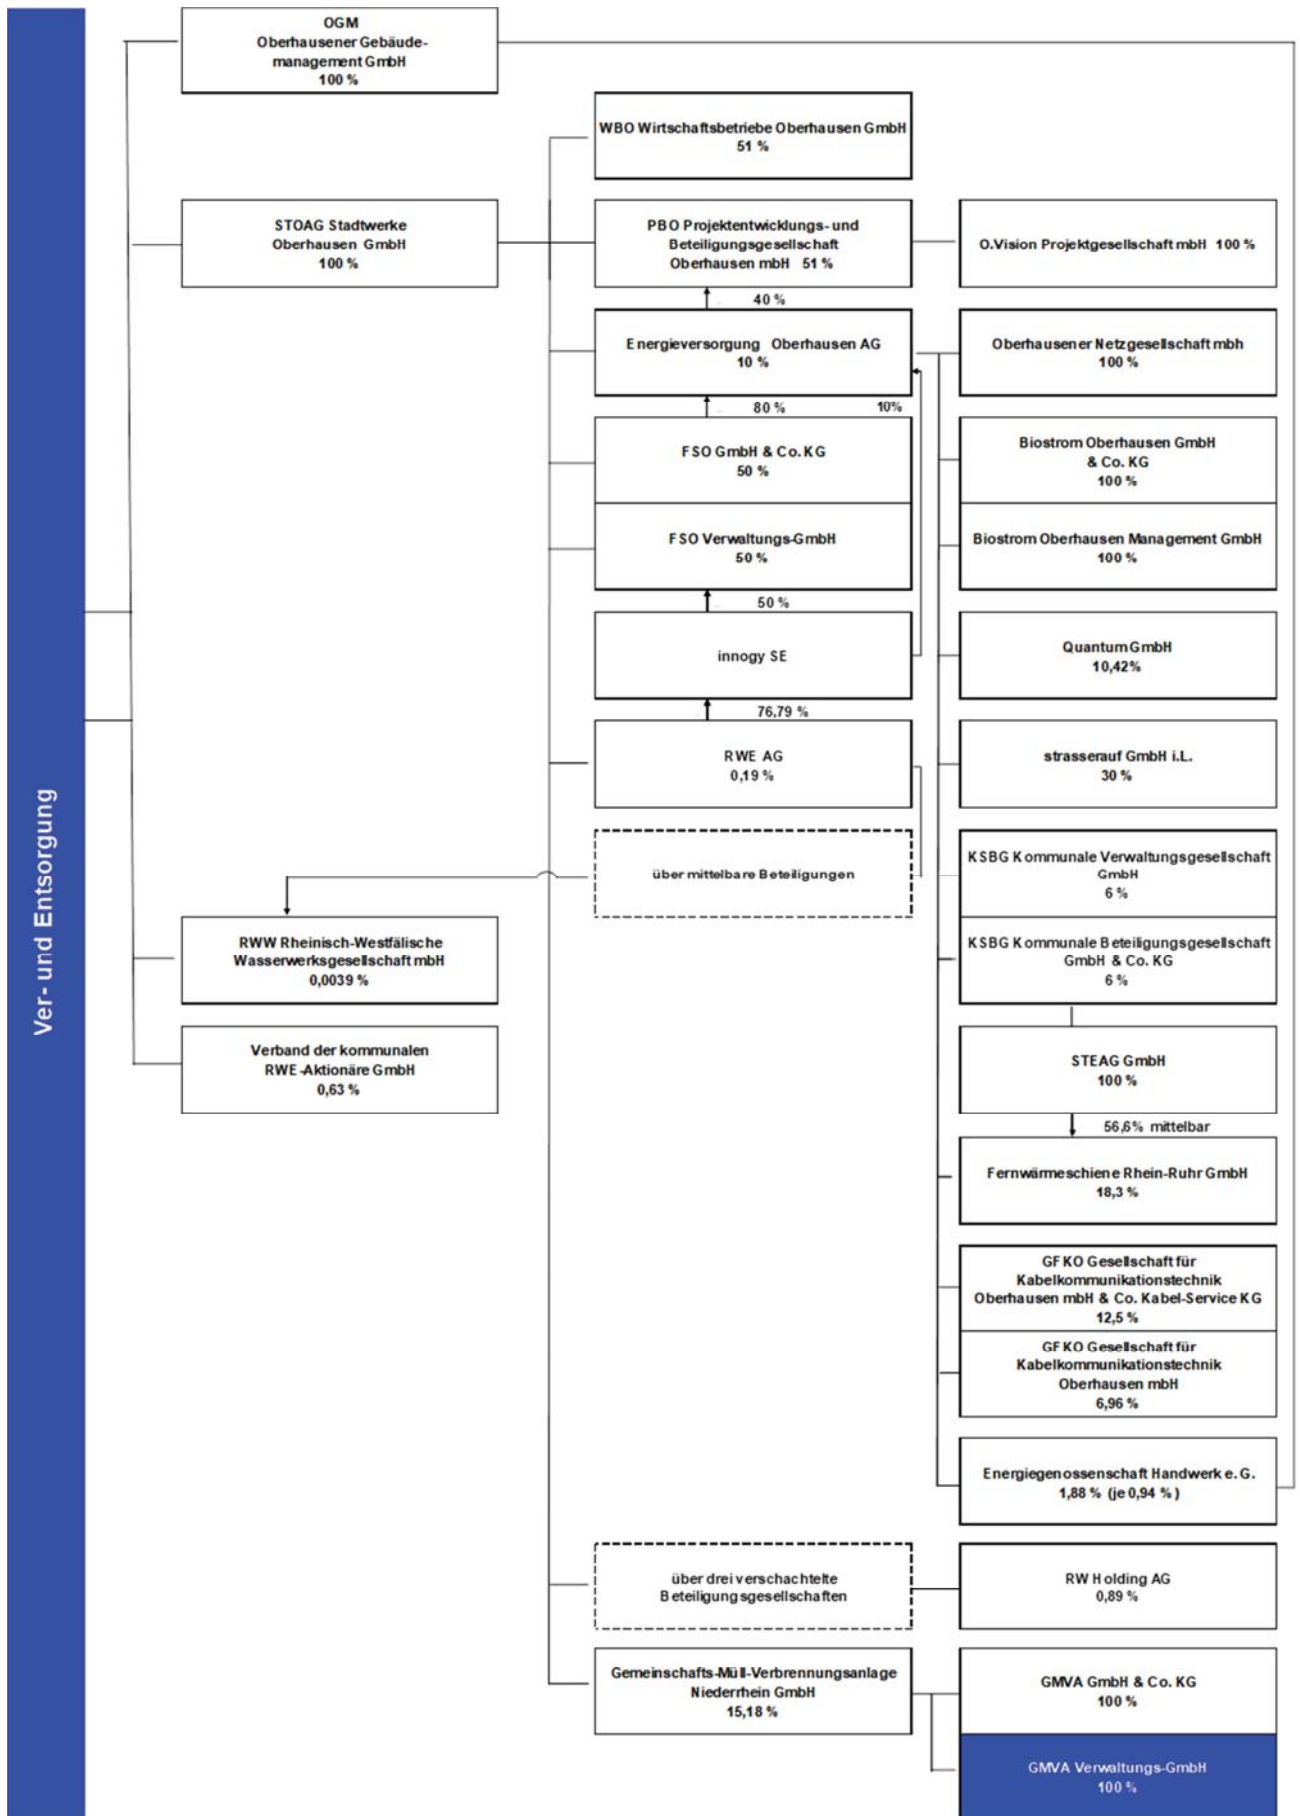 Ver- und Entsorgung
OGM
Oberhausener Gebäude-
management GmbH
100 %
STOAG Stadtwerke
Oberhausen GmbH
100 %
RWW Rheinisch-Westfälische
Wasserwerksgesellschaft mbH
0,0039 %
Verband der kommunalen
RWE-Aktionäre GmbH
0,63 %
WBO Wirtschaftsbetriebe Oberhausen GmbH
51 %
PBO Projektentwicklungs- und
Beteiligungsgesellschaft
Oberhausen mbH 51 %
40 %
Energieversorgung Oberhausen AG
10 %
80 %
10%
FSO GmbH & Co. KG
50 %
FSO Verwaltungs-GmbH
50 %
50 %
innogy SE
76,79 %
RWE AG
0,19 %
über mittelbare Beteiligungen
über drei verschachtelte
Beteiligungsgesellschaften
Gemeinschafts-Müll-Verbrennungsanlage
Niederrhein GmbH
15,18 %
O.Vision Projektgesellschaft mbH 100 %
Oberhausener Netzgesellschaft mbh
100 %
Biostrom Oberhausen GmbH
& Co. KG
100 %
Biostrom Oberhausen Management GmbH
100 %
Quantum GmbH
10,42%
strasserauf GmbH i.L.
30 %
KSBG Kommunale Verwaltungsgesellschaft
GmbH
6 %
KSBG Kommunale Beteiligungsgesellschaft
GmbH & Co. KG
6 %
STEAG GmbH
100 %
56,6% mittelbar
Fernwärmeschiene Rhein-Ruhr GmbH
18,3 %
GFKO Gesellschaft für
Kabelkommunikationstechnik
Oberhausen mbH & Co. Kabel-Service KG
12,5 %
GFKO Gesellschaft für
Kabelkommunikationstechnik
Oberhausen mbH
6,96 %
Energiegenossenschaft Handwerk e. G.
1,88 % (je 0,94 %)
RW Holding AG
0,89 %
GMVA GmbH & Co. KG
100 %
GMVA Verwaltungs-GmbH
100 %